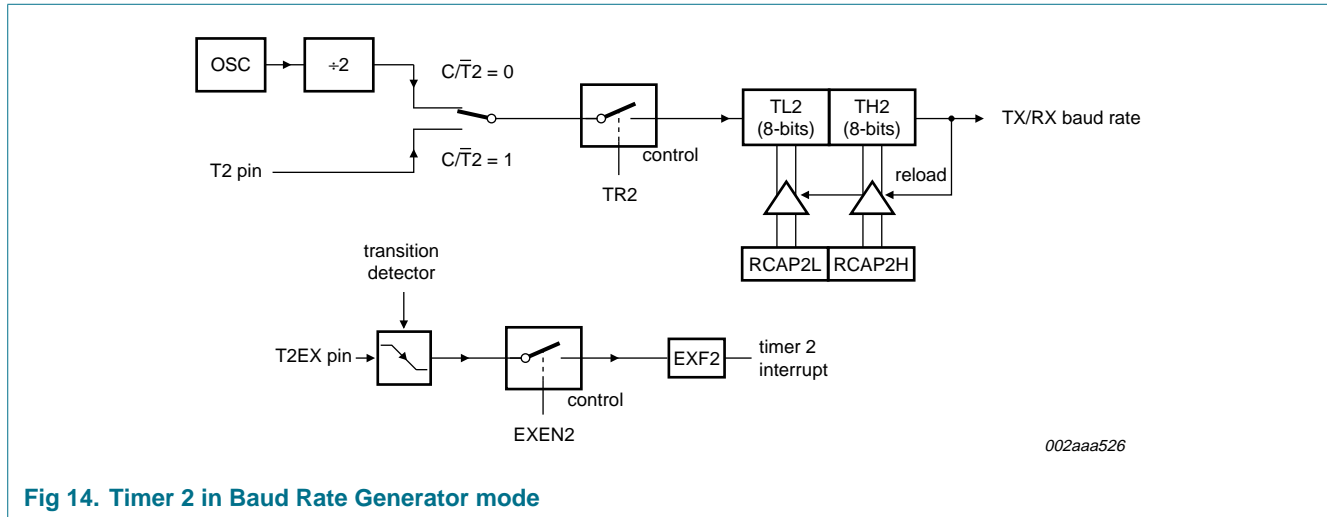 OSC
÷2
C/T̅2 = 0
T2 pin
C/T̅2 = 1
control
TR2
TL2
(8-bits)
TH2
(8-bits)
TX/RX baud rate
reload
RCAP2L
RCAP2H
transition
detector
T2EX pin
control
EXEN2
EXF2
timer 2
interrupt
002aaa526
Fig 14. Timer 2 in Baud Rate Generator mode